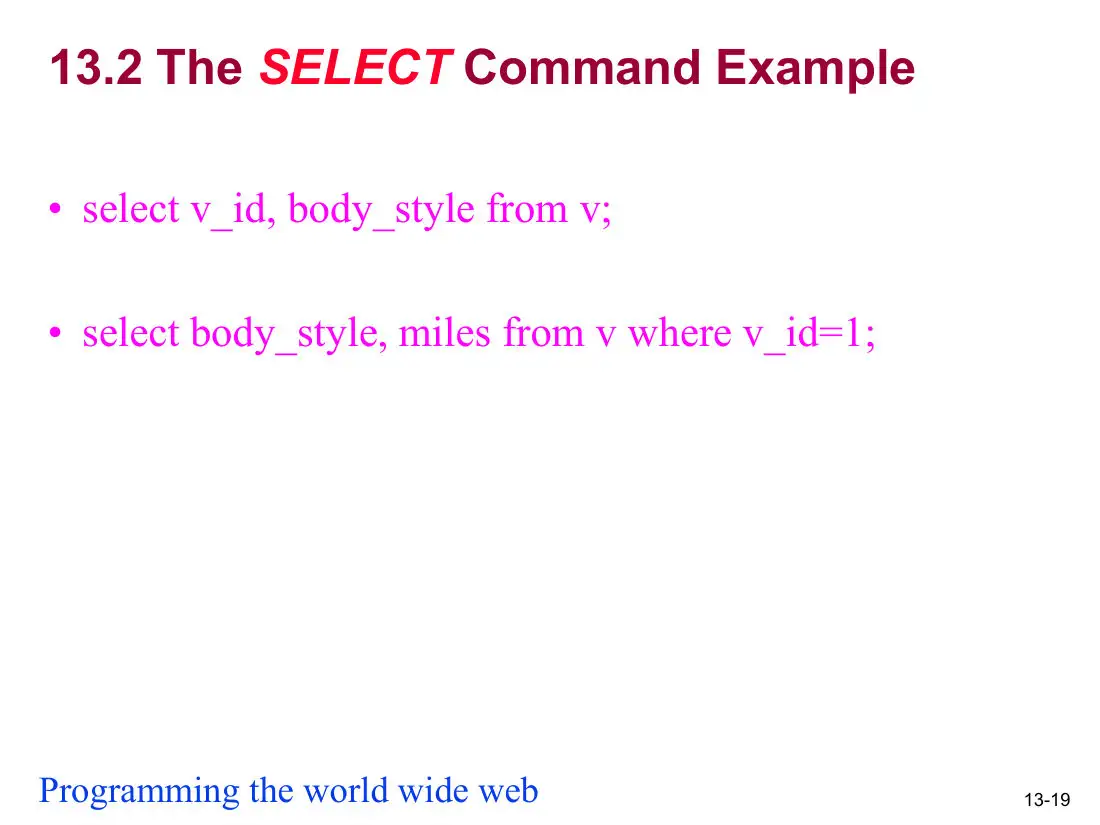 13.2 The SELECT Command Example
• select v_id, body_style from v;
• select body_style, miles from v where v_id=1;
Programming the world wide web
13-19